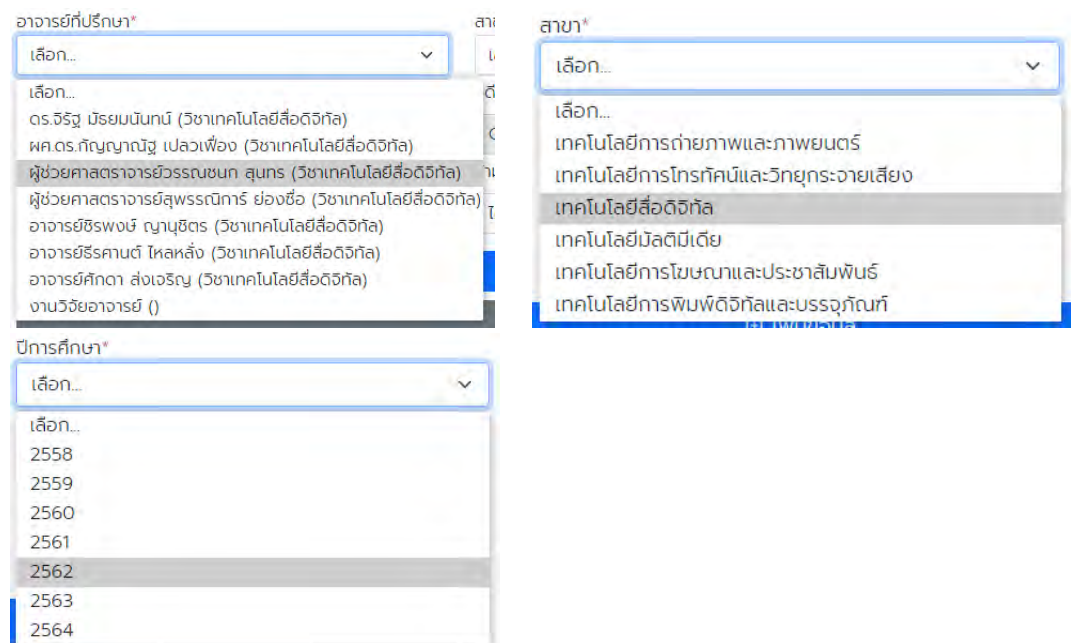 อาจารย์ที่ปรึกษา*
เลือก...
เลือก...
ดร.จิรัฐ มัธยมนันทน์ (วิชาเทคโนโลยีสื่อดิจิทัล)
ผศ.ดร.กัญญาณัฐ เปลวเฟื่อง (วิชาเทคโนโลยีสื่อดิจิทัล)
ผู้ช่วยศาสตราจารย์วรรณชนก สุนทร (วิชาเทคโนโลยีสื่อดิจิทัล)
ผู้ช่วยศาสตราจารย์สุพรรณิการ์ ย่องซื่อ (วิชาเทคโนโลยีสื่อดิจิทัล)
อาจารย์ชิรพงษ์ ญานุชิตร (วิชาเทคโนโลยีสื่อดิจิทัล)
อาจารย์ธีรศานต์ ไหลหลั่ง (วิชาเทคโนโลยีสื่อดิจิทัล)
อาจารย์ศักดา ส่งเจริญ (วิชาเทคโนโลยีสื่อดิจิทัล)
งานวิจัยอาจารย์ ()
สาขา*
เลือก...
เลือก...
เทคโนโลยีการถ่ายภาพและภาพยนตร์
เทคโนโลยีการโทรทัศน์และวิทยุกระจายเสียง
เทคโนโลยีสื่อดิจิทัล
เทคโนโลยีมัลติมีเดีย
เทคโนโลยีการโฆษณาและประชาสัมพันธ์
เทคโนโลยีการพิมพ์ดิจิทัลและบรรจุภัณฑ์
ปีการศึกษา*
เลือก...
เลือก...
2558
2559
2560
2561
2562
2563
2564